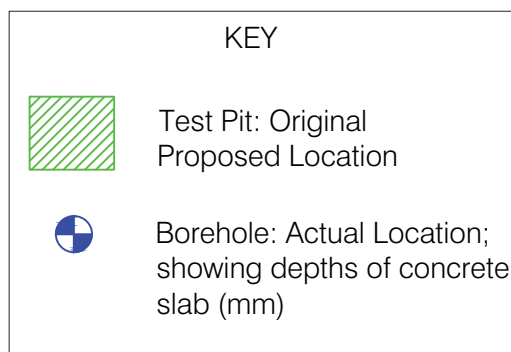 KEY
Test Pit: Original
Proposed Location
Borehole: Actual Location;
showing depths of concrete
slab (mm)